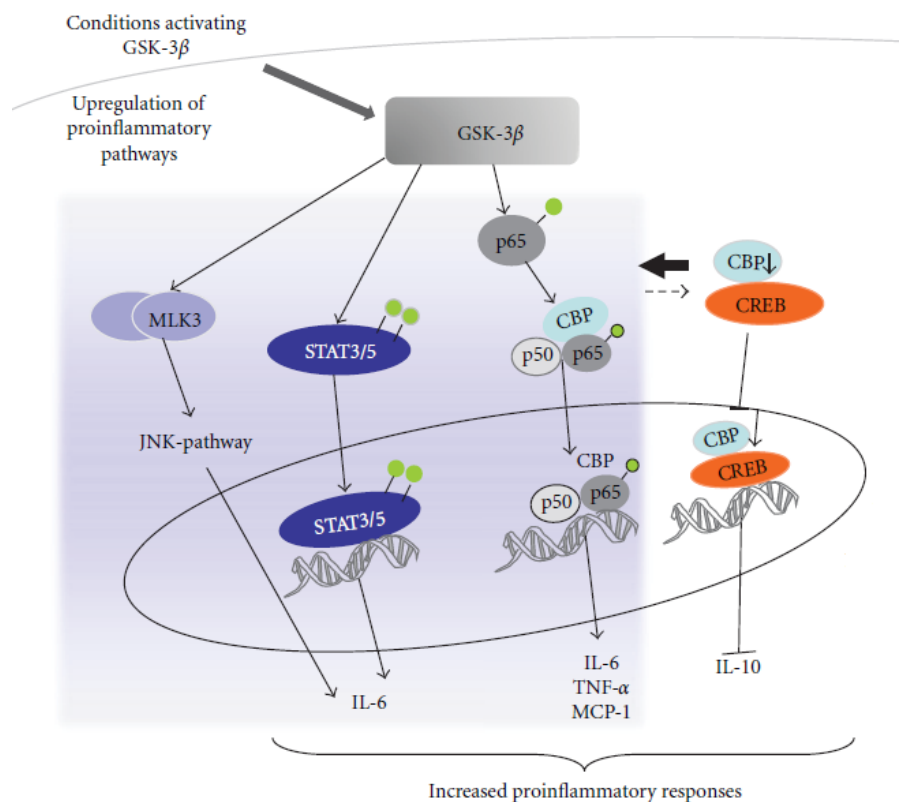 Conditions activating
GSK-3β
Upregulation of
proinflammatory
pathways
GSK-3β
p65
CBP
CREB
MLK3
CBP
p50
p65
STAT3/5
JNK-pathway
CBP
CREB
CBP
p50
p65
STAT3/5
IL-6
TNF-α
MCP-1
IL-10
IL-6
Increased proinflammatory responses